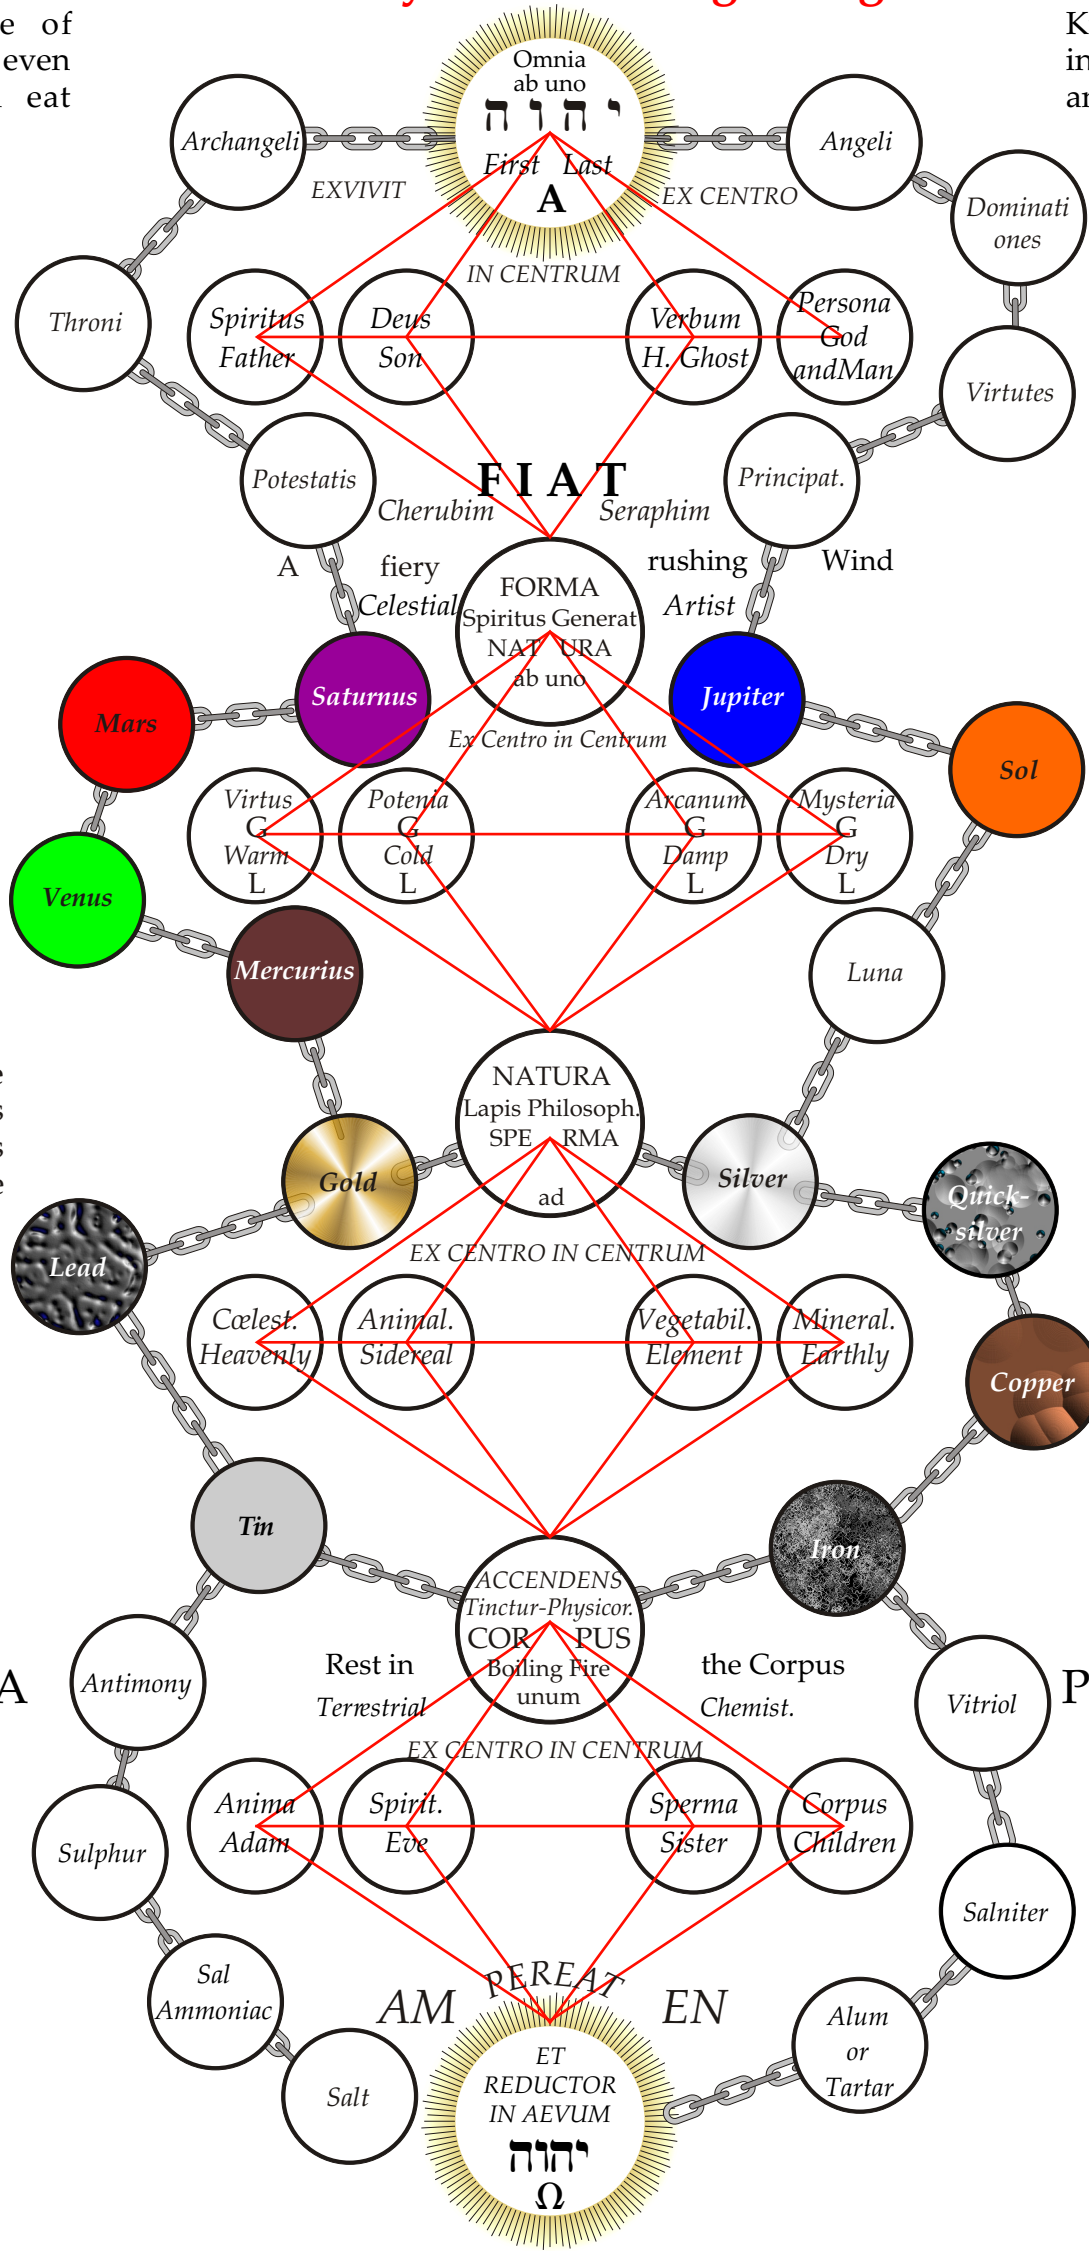 e of
even
eat
K
in
an
Omnia
ab uno
י ה ו ה
First Last
A
Archangeli
Angeli
EXVIVIT
EX CENTRO
Dominati
ones
IN CENTRUM
Throni
Spiritus
Father
Deus
Son
Verbum
H. Ghost
Persona
God
andMan
Virtutes
Potestatis
Principat.
FIAT
Cherubim
Seraphim
A fiery
rushing Wind
Celestial
Artist
FORMA
Spiritus Generat
NAT URA
ab uno
Saturnus
Jupiter
Mars
Sol
Ex Centro in Centrum
Virtus
G
Warm
L
Potenia
G
Cold
L
Arcanum
G
Damp
L
Mysteria
G
Dry
L
Venus
Mercurius
Luna
e
s
s
e
NATURA
Lapis Philosoph.
SPE RMA
ad
Gold
Silver
Quick-
silver
Lead
EX CENTRO IN CENTRUM
Cœlest.
Heavenly
Animal.
Sidereal
Vegetabil.
Element
Mineral.
Earthly
Copper
Tin
Iron
ACCENDENS
Tinctur-Physicor.
COR PUS
Boiling Fire
unum
Rest in
the Corpus
Terrestrial
Chemist.
Antimony
A
P
Vitriol
EX CENTRO IN CENTRUM
Anima
Adam
Spirit.
Eve
Sperma
Sister
Corpus
Children
Sulphur
Salniter
PEREAT
AM EN
Sal
Ammoniac
Alum
or
Tartar
Salt
ET
REDUCTOR
IN AEVUM
יהוה
Ω